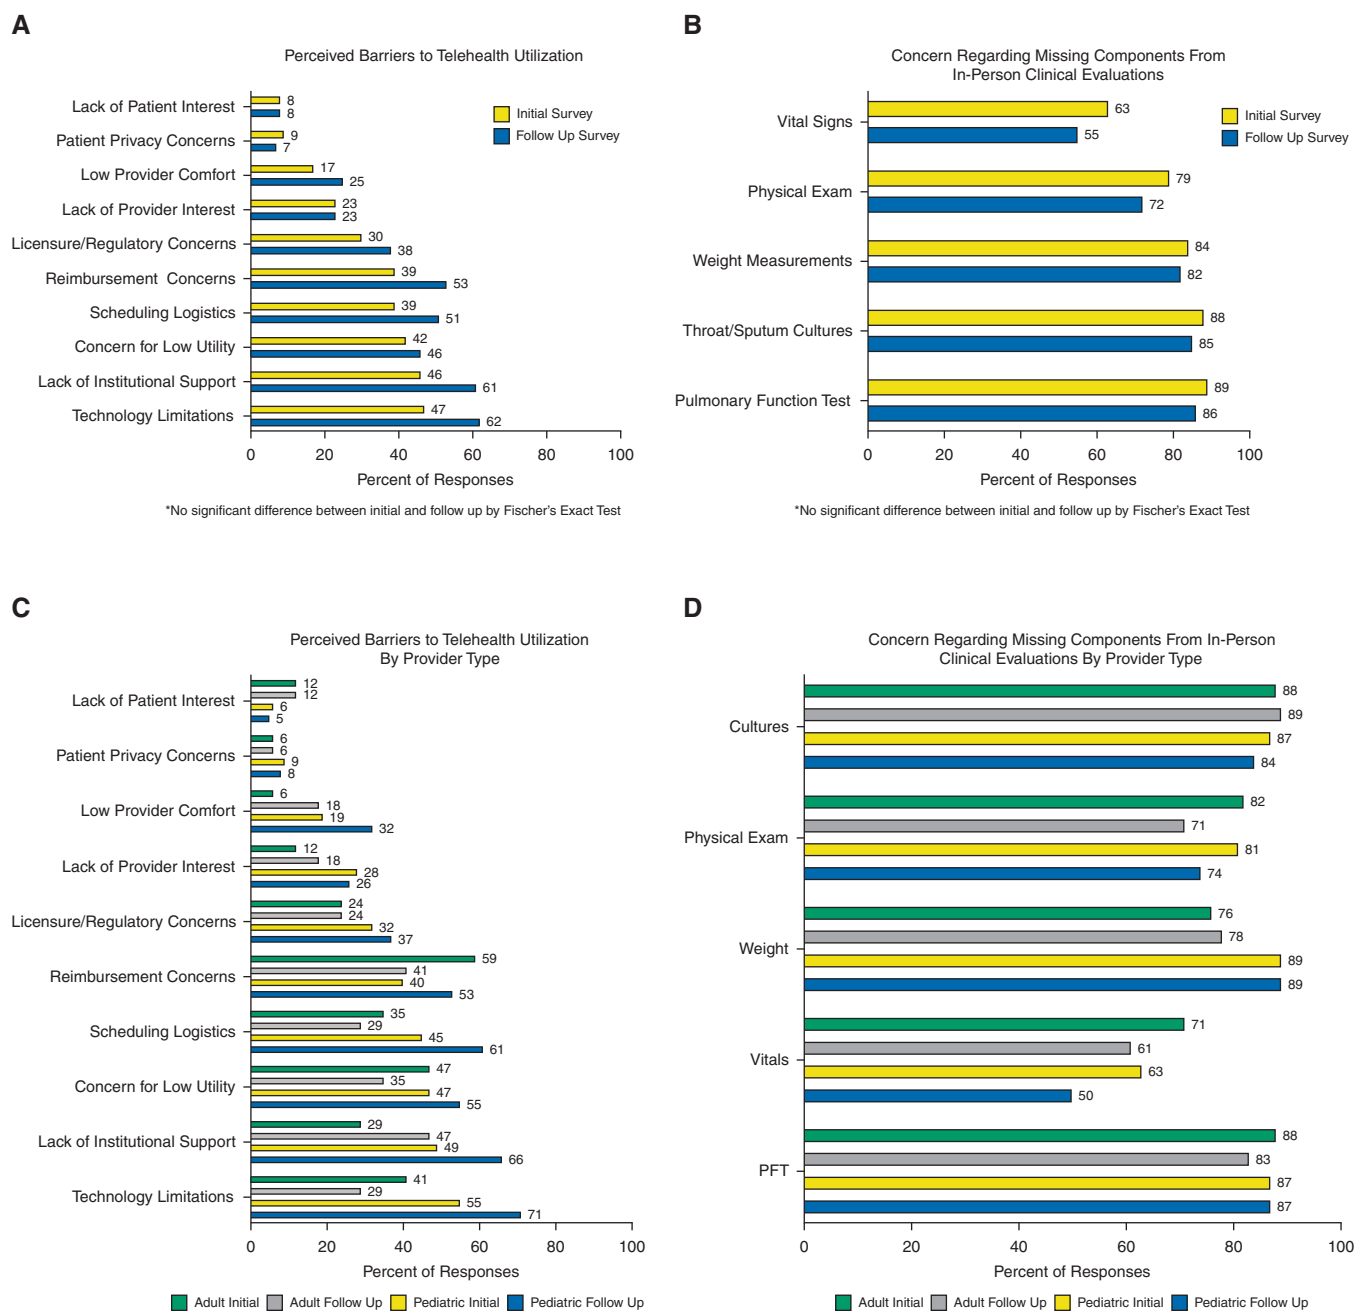 A
Perceived Barriers to Telehealth Utilization
Initial Survey
Follow Up Survey
Lack of Patient Interest
8
8
Patient Privacy Concerns
9
7
Low Provider Comfort
17
25
Lack of Provider Interest
23
23
Licensure/Regulatory Concerns
30
38
Reimbursement Concerns
39
53
Scheduling Logistics
39
51
Concern for Low Utility
42
46
Lack of Institutional Support
46
61
Technology Limitations
47
62
0 20 40 60 80 100
Percent of Responses
*No significant difference between initial and follow up by Fischer's Exact Test
B
Concern Regarding Missing Components From
In-Person Clinical Evaluations
Initial Survey
Follow Up Survey
Vital Signs
63
55
Physical Exam
79
72
Weight Measurements
84
82
Throat/Sputum Cultures
88
85
Pulmonary Function Test
89
86
0 20 40 60 80 100
Percent of Responses
*No significant difference between initial and follow up by Fischer's Exact Test
C
Perceived Barriers to Telehealth Utilization
By Provider Type
Lack of Patient Interest
12
12
6
5
Patient Privacy Concerns
6
6
9
8
Low Provider Comfort
6
18
19
32
Lack of Provider Interest
12
18
28
26
Licensure/Regulatory Concerns
24
24
32
37
Reimbursement Concerns
59
41
40
53
Scheduling Logistics
35
29
45
61
Concern for Low Utility
47
35
47
55
Lack of Institutional Support
29
47
49
66
Technology Limitations
41
29
55
71
0 20 40 60 80 100
Percent of Responses
Adult Initial Adult Follow Up Pediatric Initial Pediatric Follow Up
D
Concern Regarding Missing Components From In-Person
Clinical Evaluations By Provider Type
Cultures
88
89
87
84
Physical Exam
82
71
81
74
Weight
76
78
89
89
Vitals
71
61
63
50
PFT
88
83
87
87
0 20 40 60 80 100
Percent of Responses
Adult Initial Adult Follow Up Pediatric Initial Pediatric Follow Up